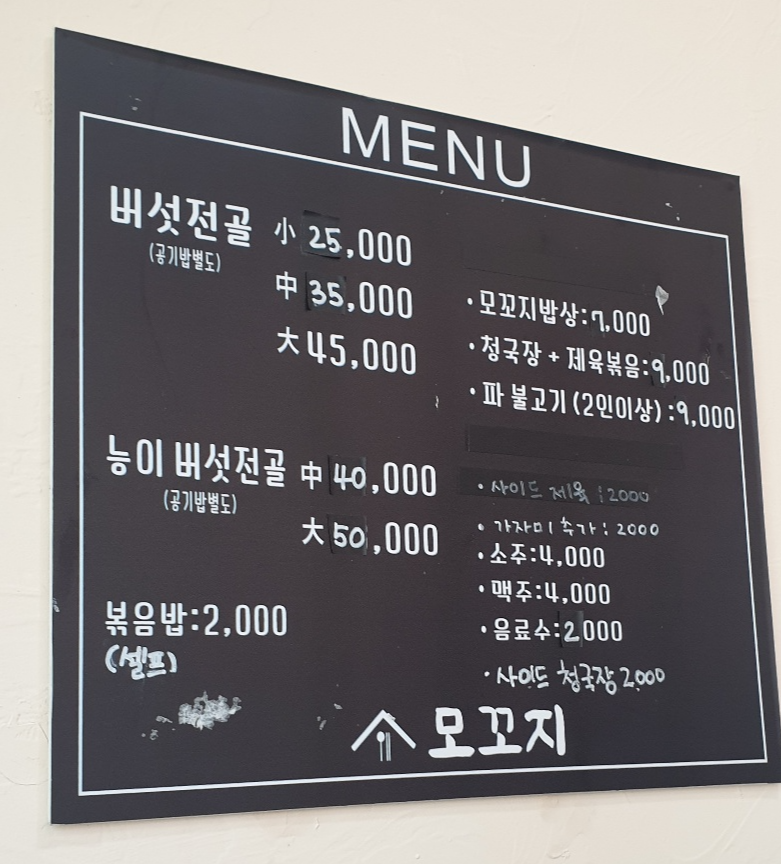 MENU
버섯전골 小 25,000
(공기밥별도)
中 35,000
大 45,000
능이 버섯전골 中 40,000
(공기밥별도)
大 50,000
볶음밥:2,000
(셀프)
·모꼬지밥상:7,000
·청국장 + 제육볶음:9,000
·파 불고기 (2인이상) :9,000
·사이드 제육 : 2000
·가자미 추가 : 2000
·소주:4,000
·맥주:4,000
·음료수:2000
·사이드 청국장 2,000
모꼬지